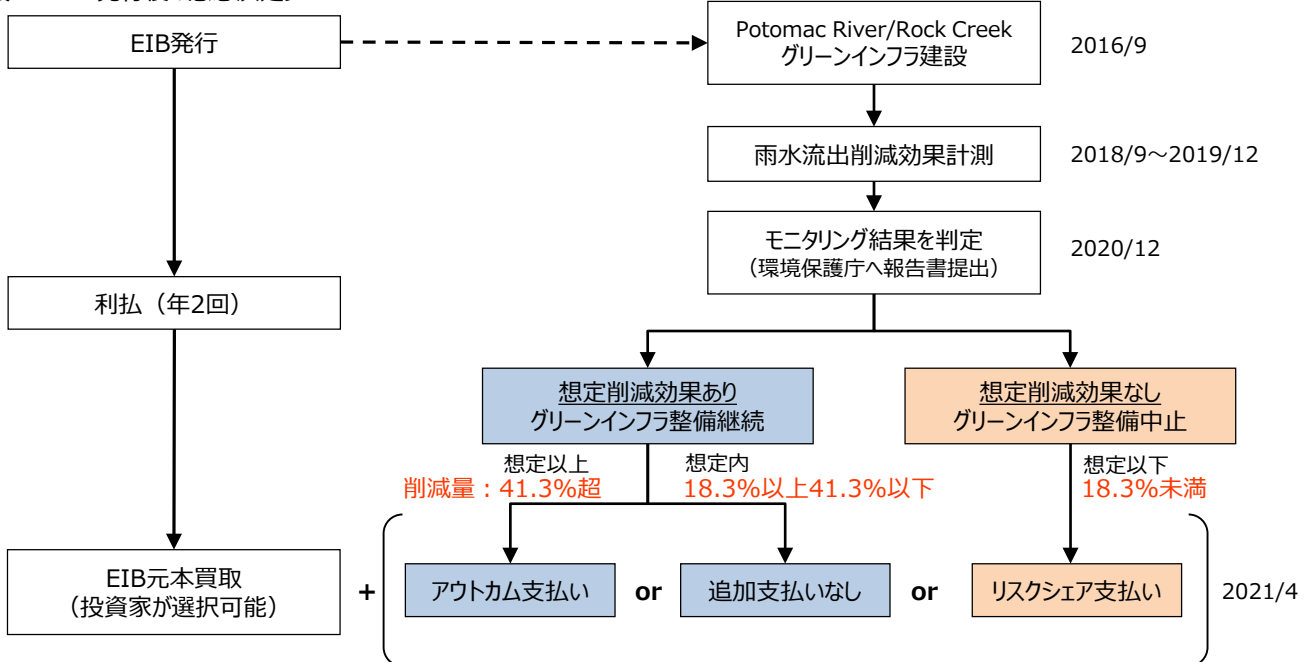 EIB発行
Potomac River/Rock Creek
グリーンインフラ建設
2016/9
雨水流出削減効果計測
2018/9～2019/12
モニタリング結果を判定
（環境保護庁へ報告書提出）
2020/12
利払（年2回）
想定削減効果あり
グリーンインフラ整備継続
想定削減効果なし
グリーンインフラ整備中止
想定以上
削減量：41.3%超
想定内
18.3%以上41.3%以下
想定以下
18.3%未満
EIB元本買取
（投資家が選択可能）
+
アウトカム支払い
or
追加支払いなし
or
リスクシェア支払い
2021/4